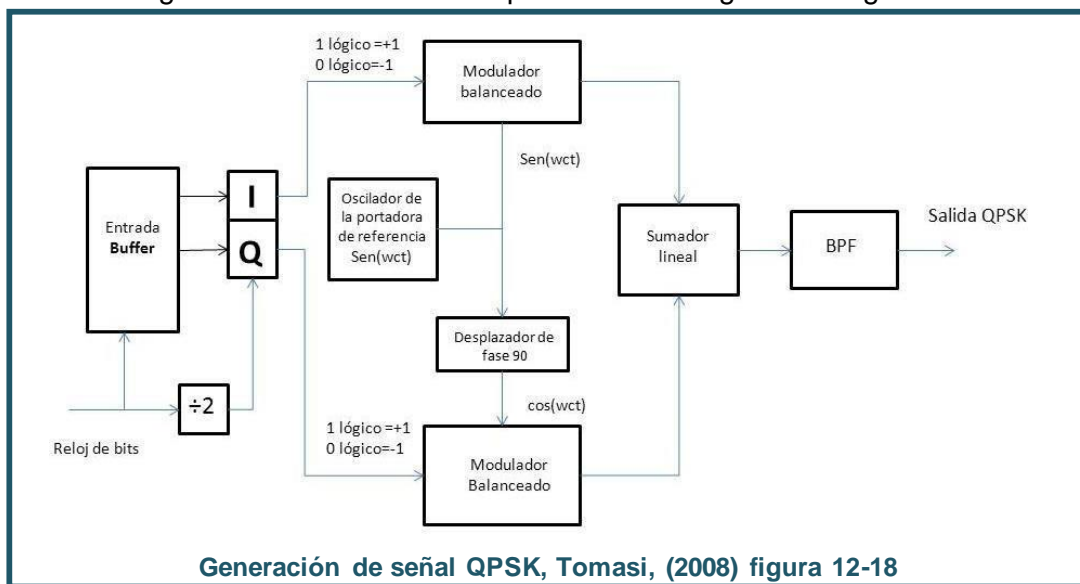 1 lógico =+1
0 lógico=-1
Modulador
balanceado
Sen(wct)
Entrada
Buffer
I
Q
Oscilador de
la portadora
de referencia
Sen(wct)
Sumador
lineal
BPF
Salida QPSK
Desplazador de
fase 90
cos(wct)
÷2
Reloj de bits
1 lógico =+1
0 lógico=-1
Modulador
Balanceado
Generación de señal QPSK, Tomasi, (2008) figura 12-18